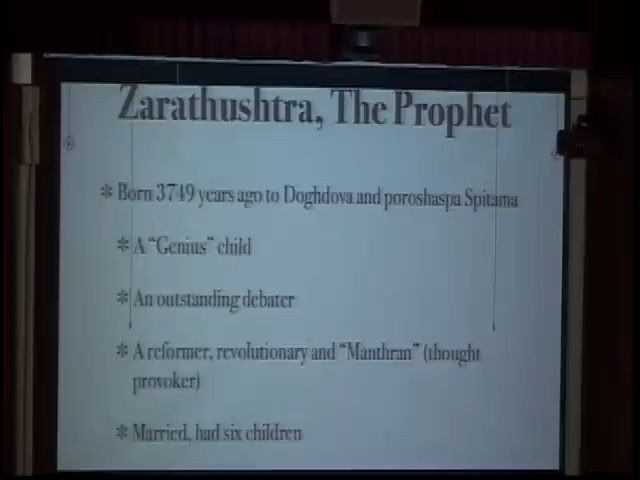 Zarathushtra, The Prophet
* Born 3749 years ago to Doghdova and poroshaspa Spitama
* A “Genius” child
* An outstanding debater
* A reformer, revolutionary and “Manthran” (thought
provoker)
* Married, had six children